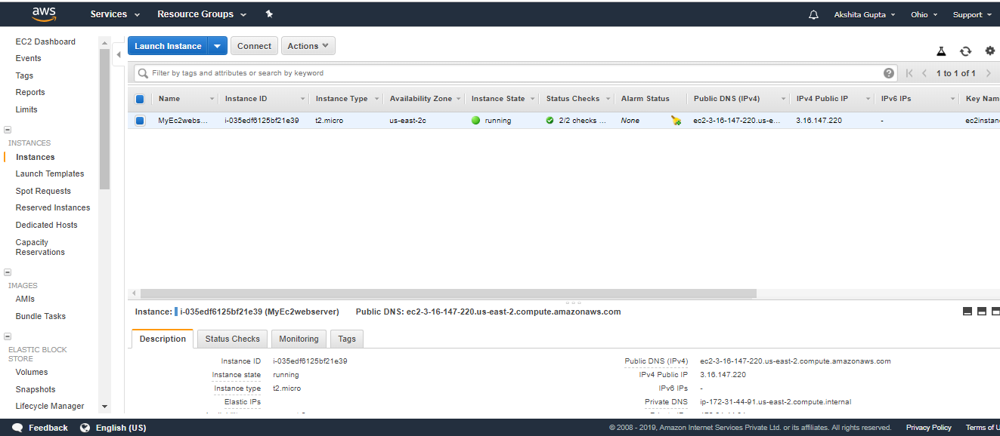 aws Services Resource Groups Akshita Gupta Ohio Support
EC2 Dashboard
Events
Tags
Reports
Limits
INSTANCES
Instances
Launch Templates
Spot Requests
Reserved Instances
Dedicated Hosts
Capacity
Reservations
IMAGES
AMIs
Bundle Tasks
ELASTIC BLOCK
STORE
Volumes
Snapshots
Lifecycle Manager
Launch Instance Connect Actions
Filter by tags and attributes or search by keyword ? 1 to 1 of 1
Name Instance ID Instance Type Availability Zone Instance State Status Checks Alarm Status Public DNS (IPv4) IPv4 Public IP IPv6 IPs Key Nam
MyEc2webs... i-035edf6125bf21e39 t2.micro us-east-2c running 2/2 checks ... None ec2-3-16-147-220.us-e... 3.16.147.220 - ec2instan
Instance: i-035edf6125bf21e39 (MyEc2webserver) Public DNS: ec2-3-16-147-220.us-east-2.compute.amazonaws.com
Description Status Checks Monitoring Tags
Instance ID i-035edf6125bf21e39 Public DNS (IPv4) ec2-3-16-147-220.us-east-2.compute.amazonaws.com
Instance state running IPv4 Public IP 3.16.147.220
Instance type t2.micro IPv6 IPs -
Elastic IPs Private DNS ip-172-31-44-91.us-east-2.compute.internal
Feedback English (US) © 2008 - 2019, Amazon Internet Services Private Ltd. or its affiliates. All rights reserved. Privacy Policy Terms of U